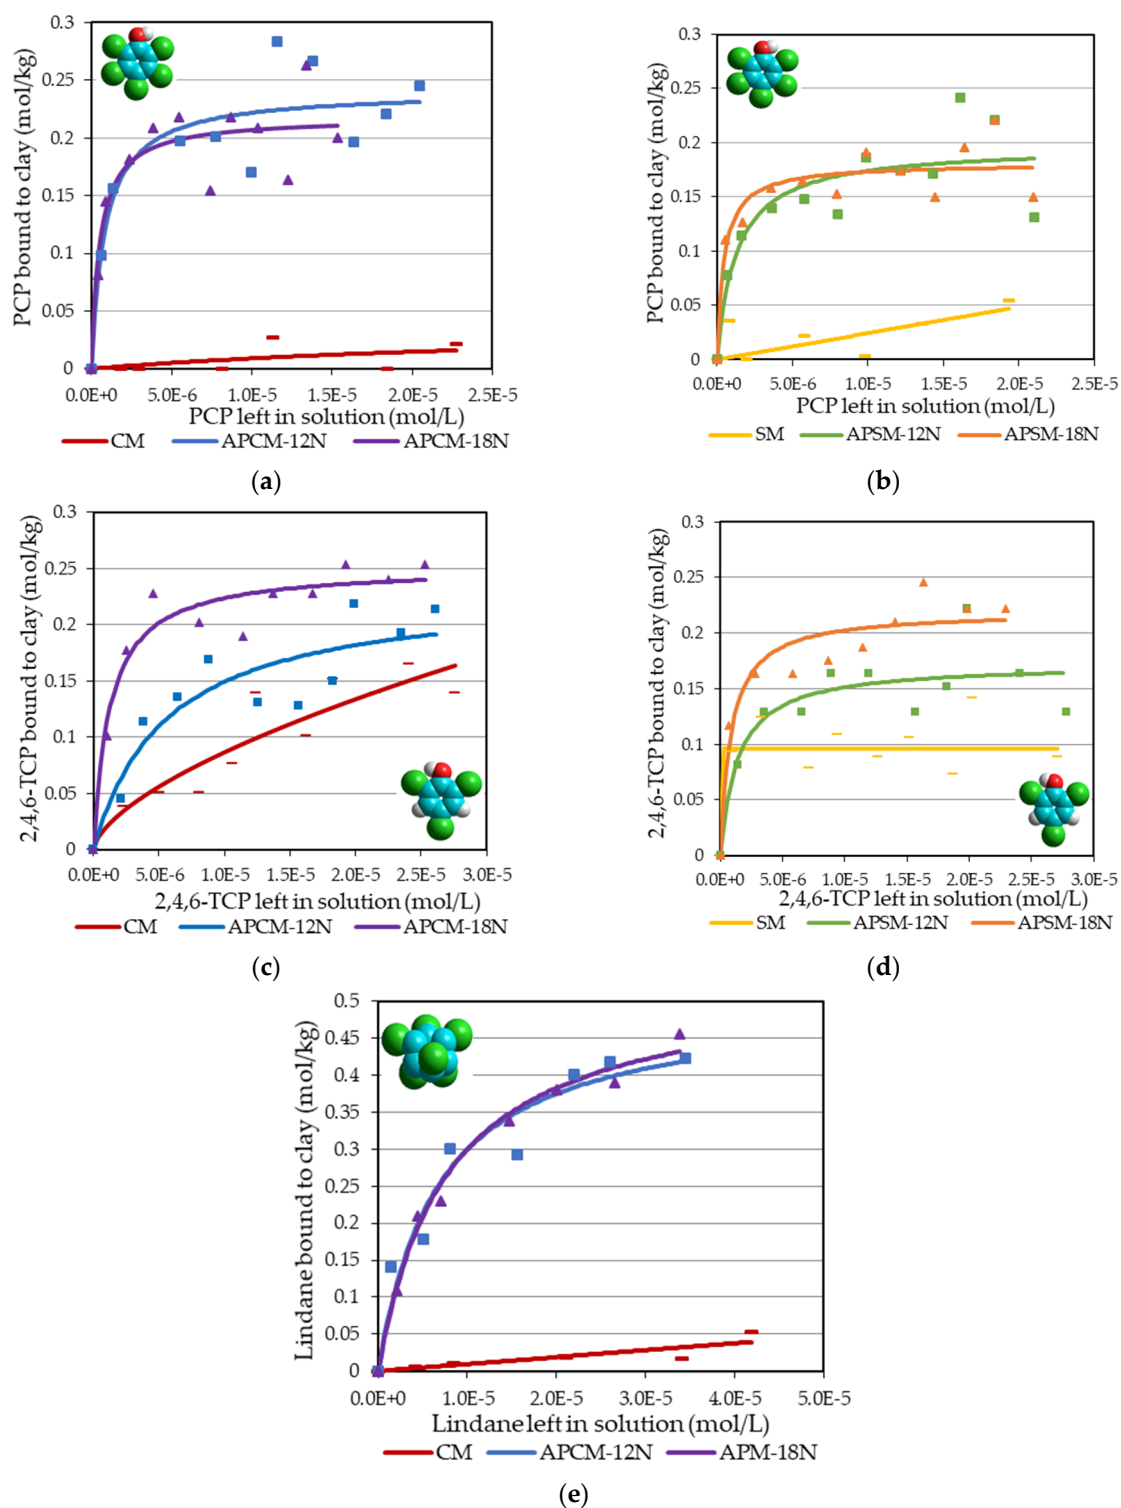 0.3
0.25
0.2
0.15
0.1
0.05
0
PCP bound to clay (mol/kg)
0.0E+0 5.0E-6 1.0E-5 1.5E-5 2.0E-5 2.5E-5
PCP left in solution (mol/L)
CM APCM-12N APCM-18N
(a)
0.3
0.25
0.2
0.15
0.1
0.05
0
PCP bound to clay (mol/kg)
0.0E+0 5.0E-6 1.0E-5 1.5E-5 2.0E-5 2.5E-5
PCP left in solution (mol/L)
SM APSM-12N APSM-18N
(b)
0.3
0.25
0.2
0.15
0.1
0.05
0
2,4,6-TCP bound to clay (mol/kg)
0.0E+0 5.0E-6 1.0E-5 1.5E-5 2.0E-5 2.5E-5 3.0E-5
2,4,6-TCP left in solution (mol/L)
CM APCM-12N APCM-18N
(c)
0.3
0.25
0.2
0.15
0.1
0.05
0
2,4,6-TCP bound to clay (mol/kg)
0.0E+0 5.0E-6 1.0E-5 1.5E-5 2.0E-5 2.5E-5 3.0E-5
2,4,6-TCP left in solution (mol/L)
SM APSM-12N APSM-18N
(d)
0.5
0.45
0.4
0.35
0.3
0.25
0.2
0.15
0.1
0.05
0
Lindane bound to clay (mol/kg)
0.0E+0 1.0E-5 2.0E-5 3.0E-5 4.0E-5 5.0E-5
Lindane left in solution (mol/L)
CM APCM-12N APM-18N
(e)